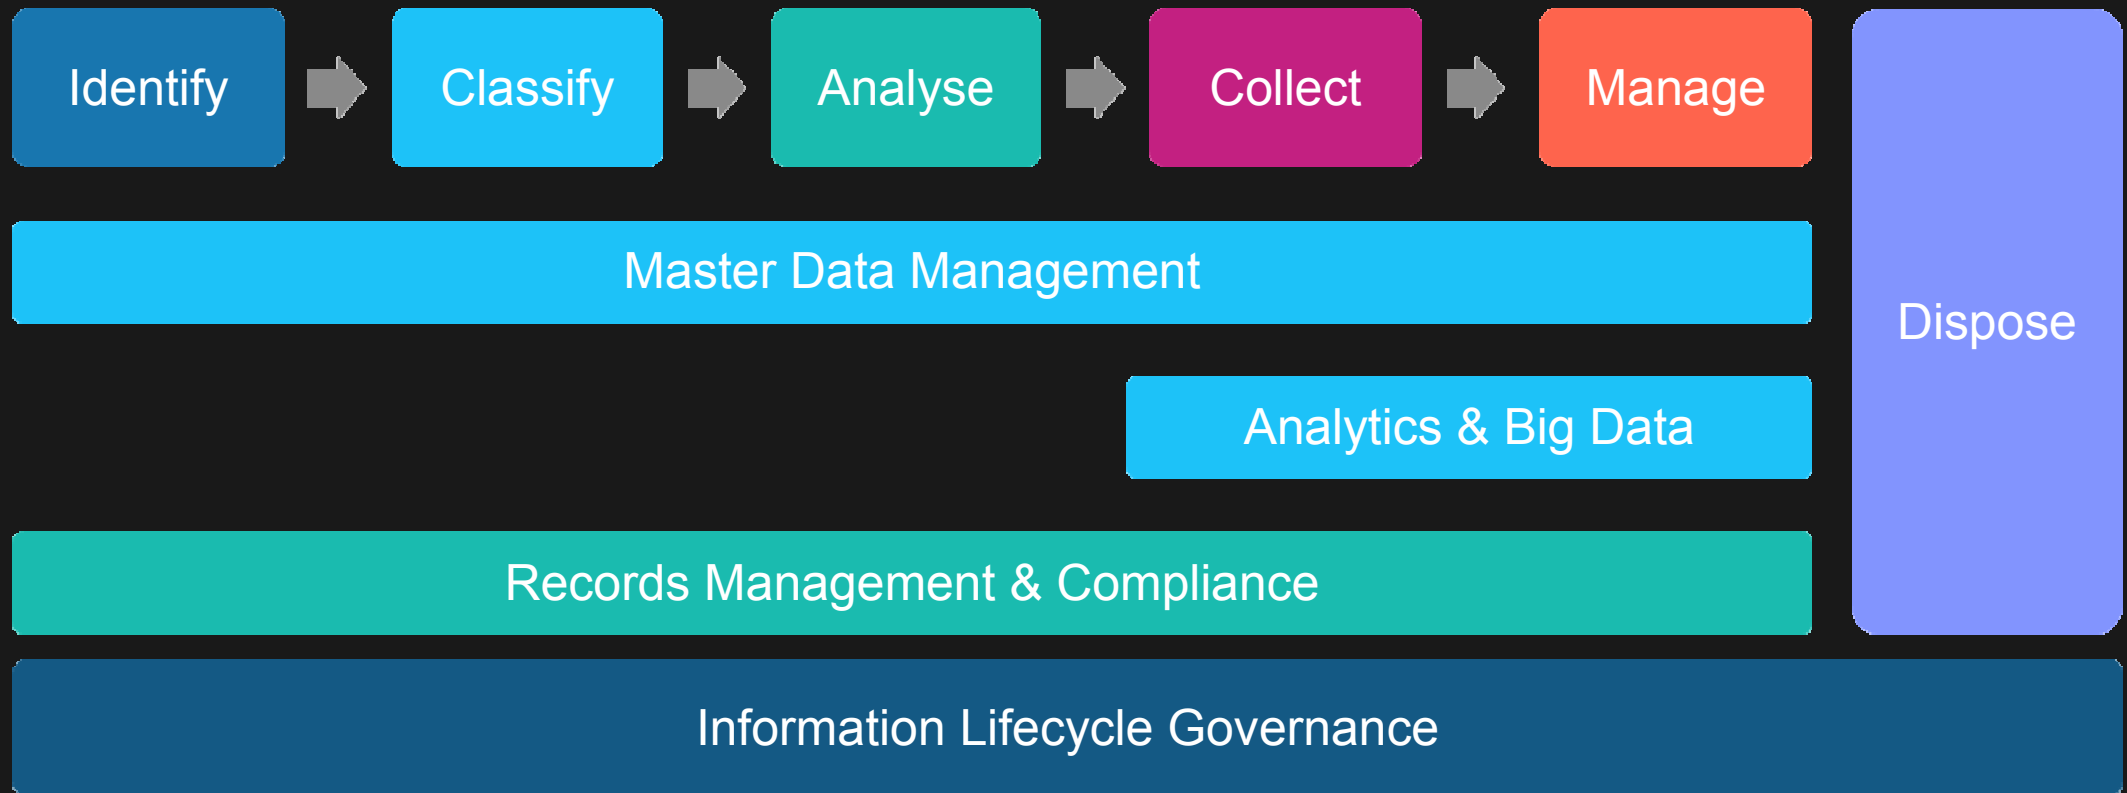 Identify
Classify
Analyse
Collect
Manage
Master Data Management
Dispose
Analytics & Big Data
Records Management & Compliance
Information Lifecycle Governance